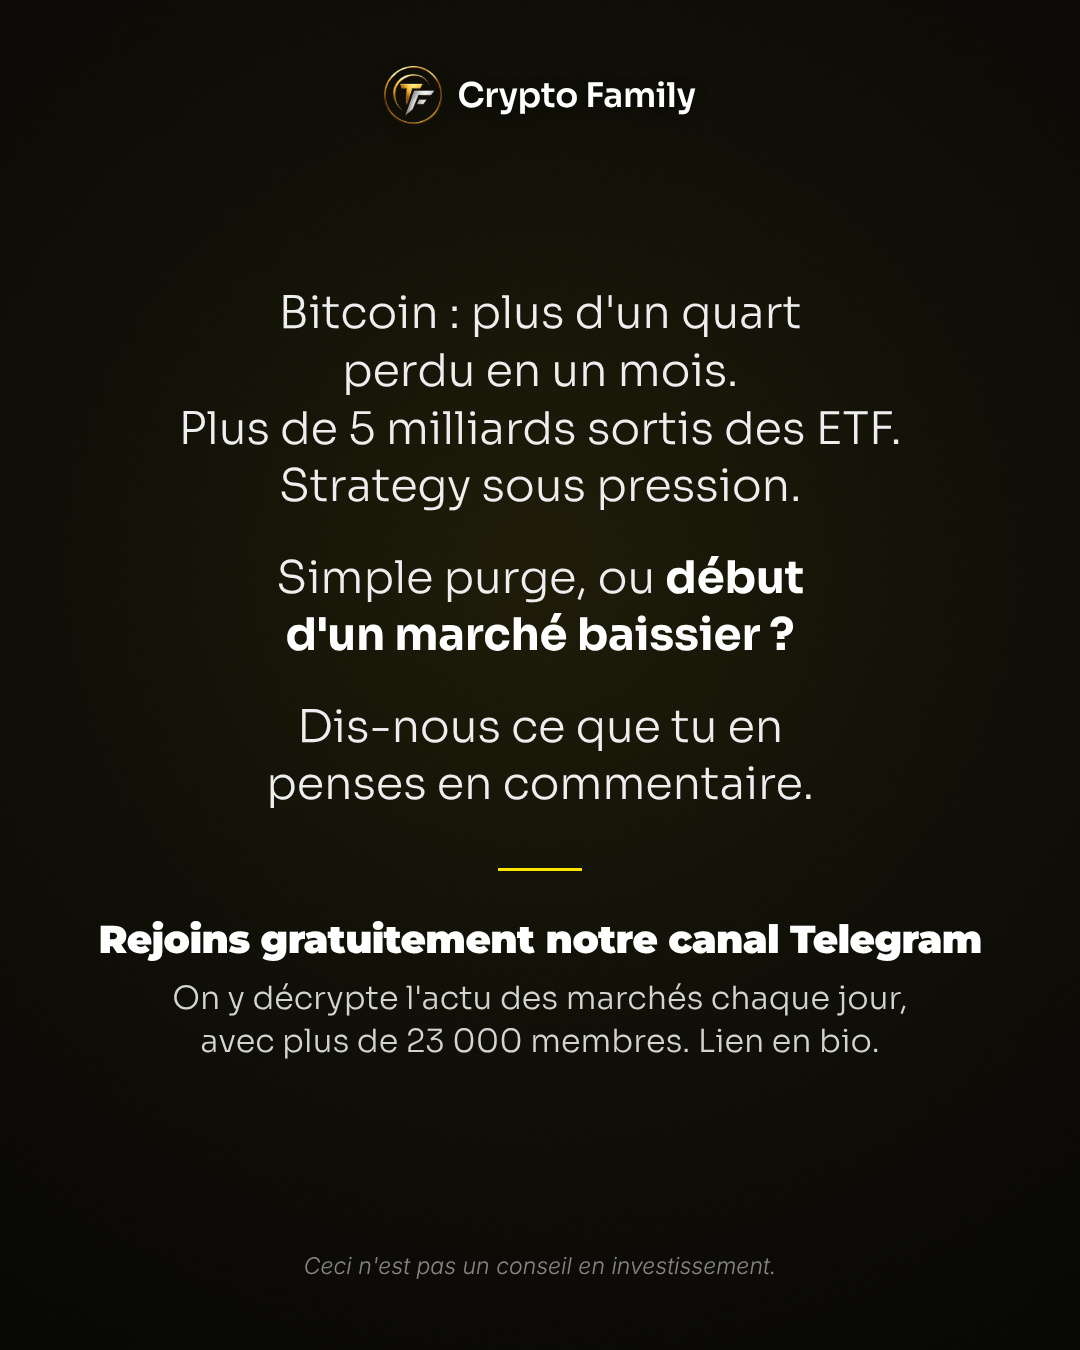 TF Crypto Family
Bitcoin : plus d'un quart
perdu en un mois.
Plus de 5 milliards sortis des ETF.
Strategy sous pression.
Simple purge, ou début
d'un marché baissier ?
Dis-nous ce que tu en
penses en commentaire.
Rejoins gratuitement notre canal Telegram
On y décrypte l'actu des marchés chaque jour,
avec plus de 23 000 membres. Lien en bio.
Ceci n'est pas un conseil en investissement.